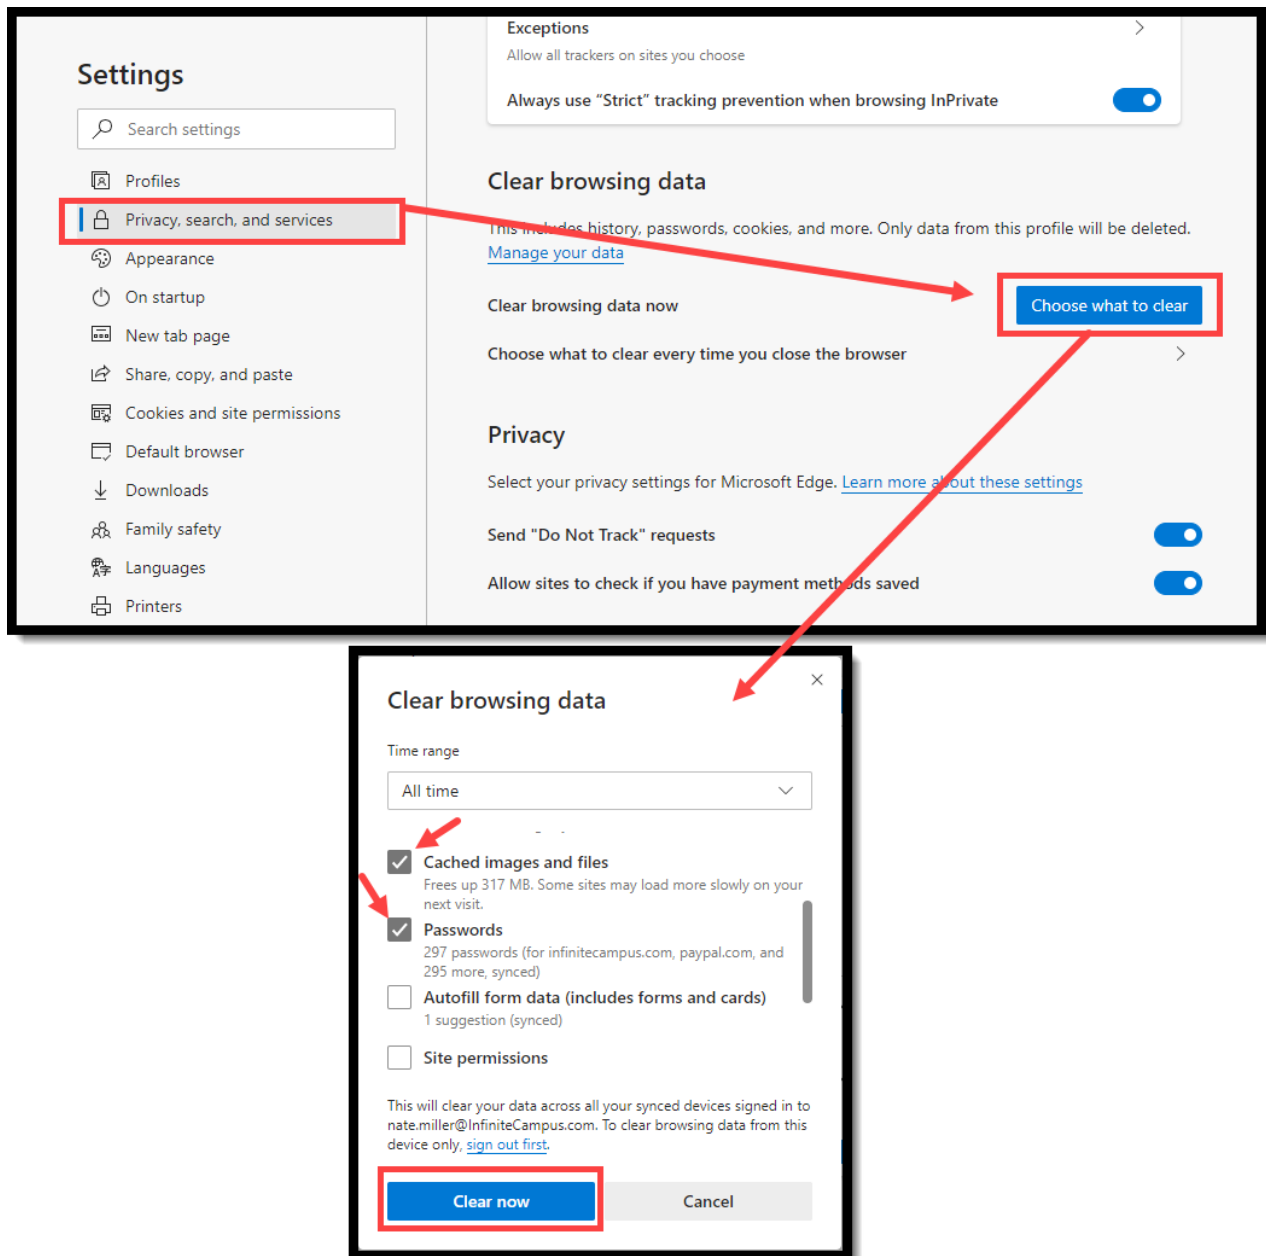 Settings
Search settings
Profiles
Privacy, search, and services
Appearance
On startup
New tab page
Share, copy, and paste
Cookies and site permissions
Default browser
Downloads
Family safety
Languages
Printers
Exceptions
Allow all trackers on sites you choose
Always use “Strict” tracking prevention when browsing InPrivate
Clear browsing data
This includes history, passwords, cookies, and more. Only data from this profile will be deleted.
Manage your data
Clear browsing data now
Choose what to clear
Choose what to clear every time you close the browser
Privacy
Select your privacy settings for Microsoft Edge. Learn more about these settings
Send "Do Not Track" requests
Allow sites to check if you have payment methods saved
Clear browsing data
Time range
All time
Cached images and files
Frees up 317 MB. Some sites may load more slowly on your
next visit.
Passwords
297 passwords (for infinitecampus.com, paypal.com, and
295 more, synced)
Autofill form data (includes forms and cards)
1 suggestion (synced)
Site permissions
This will clear your data across all your synced devices signed in to
nate.miller@InfiniteCampus.com. To clear browsing data from this
device only, sign out first.
Clear now
Cancel